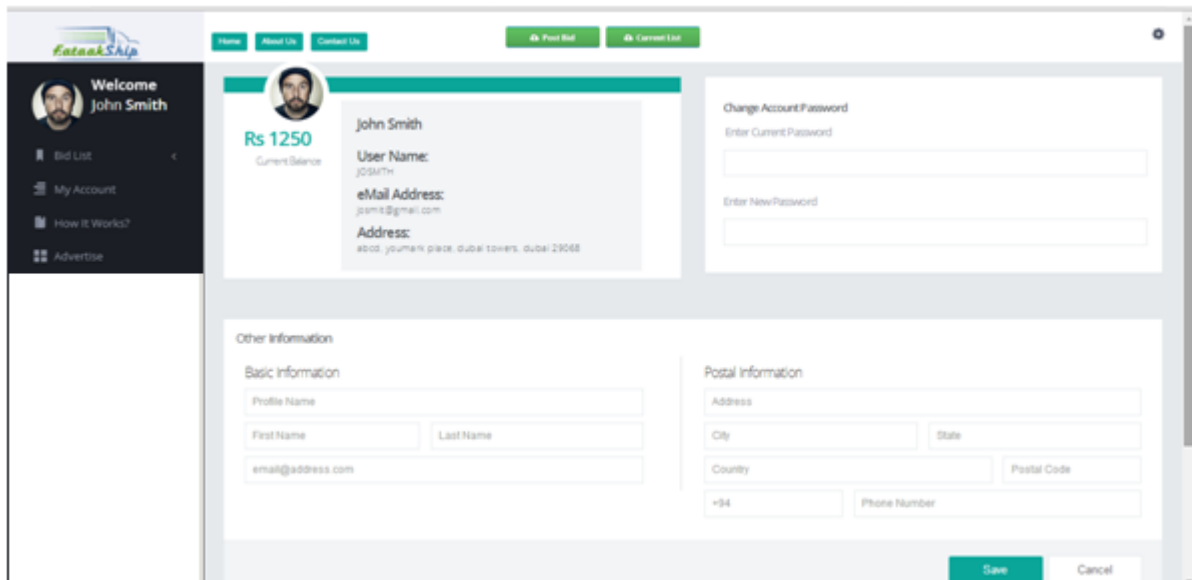 EataakShip
Home About Us Contact Us Post Bid Current List
Welcome
John Smith
Bid List
My Account
How It Works?
Advertise
Rs 1250
Current Balance
John Smith
User Name:
JOSMTH
eMail Address:
josmit@gmail.com
Address:
abcd, youmark place, dubai towers, dubai 29068
Change Account Password
Enter Current Password
Enter New Password
Other Information
Basic Information
Profile Name
First Name Last Name
email@address.com
Postal Information
Address
City State
Country Postal Code
+94 Phone Number
Save Cancel